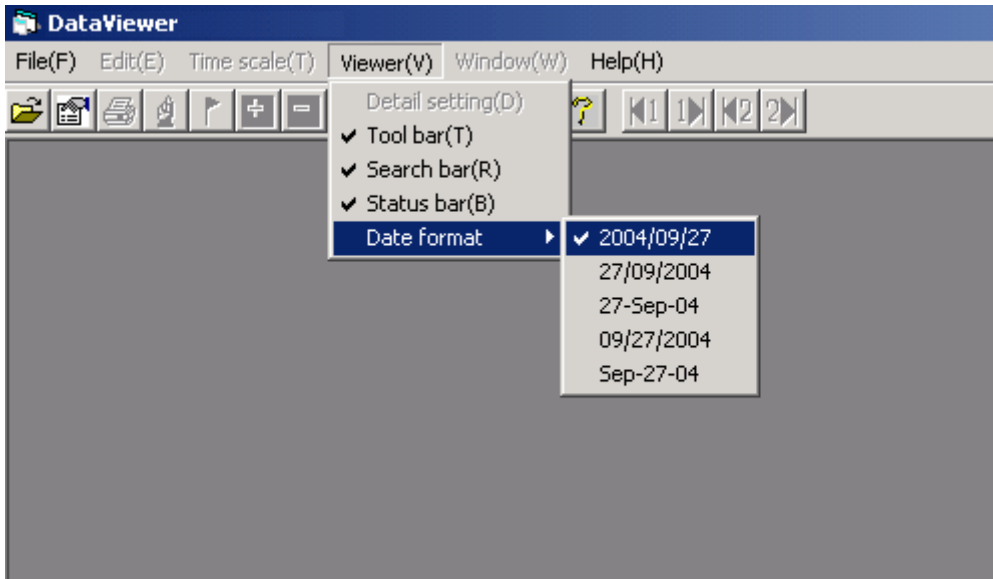 DataViewer
File(F) Edit(E) Time scale(T) Viewer(V) Window(W) Help(H)
1 1 2 2
Detail setting(D)
Tool bar(T)
Search bar(R)
Status bar(B)
Date format
2004/09/27
27/09/2004
27-Sep-04
09/27/2004
Sep-27-04